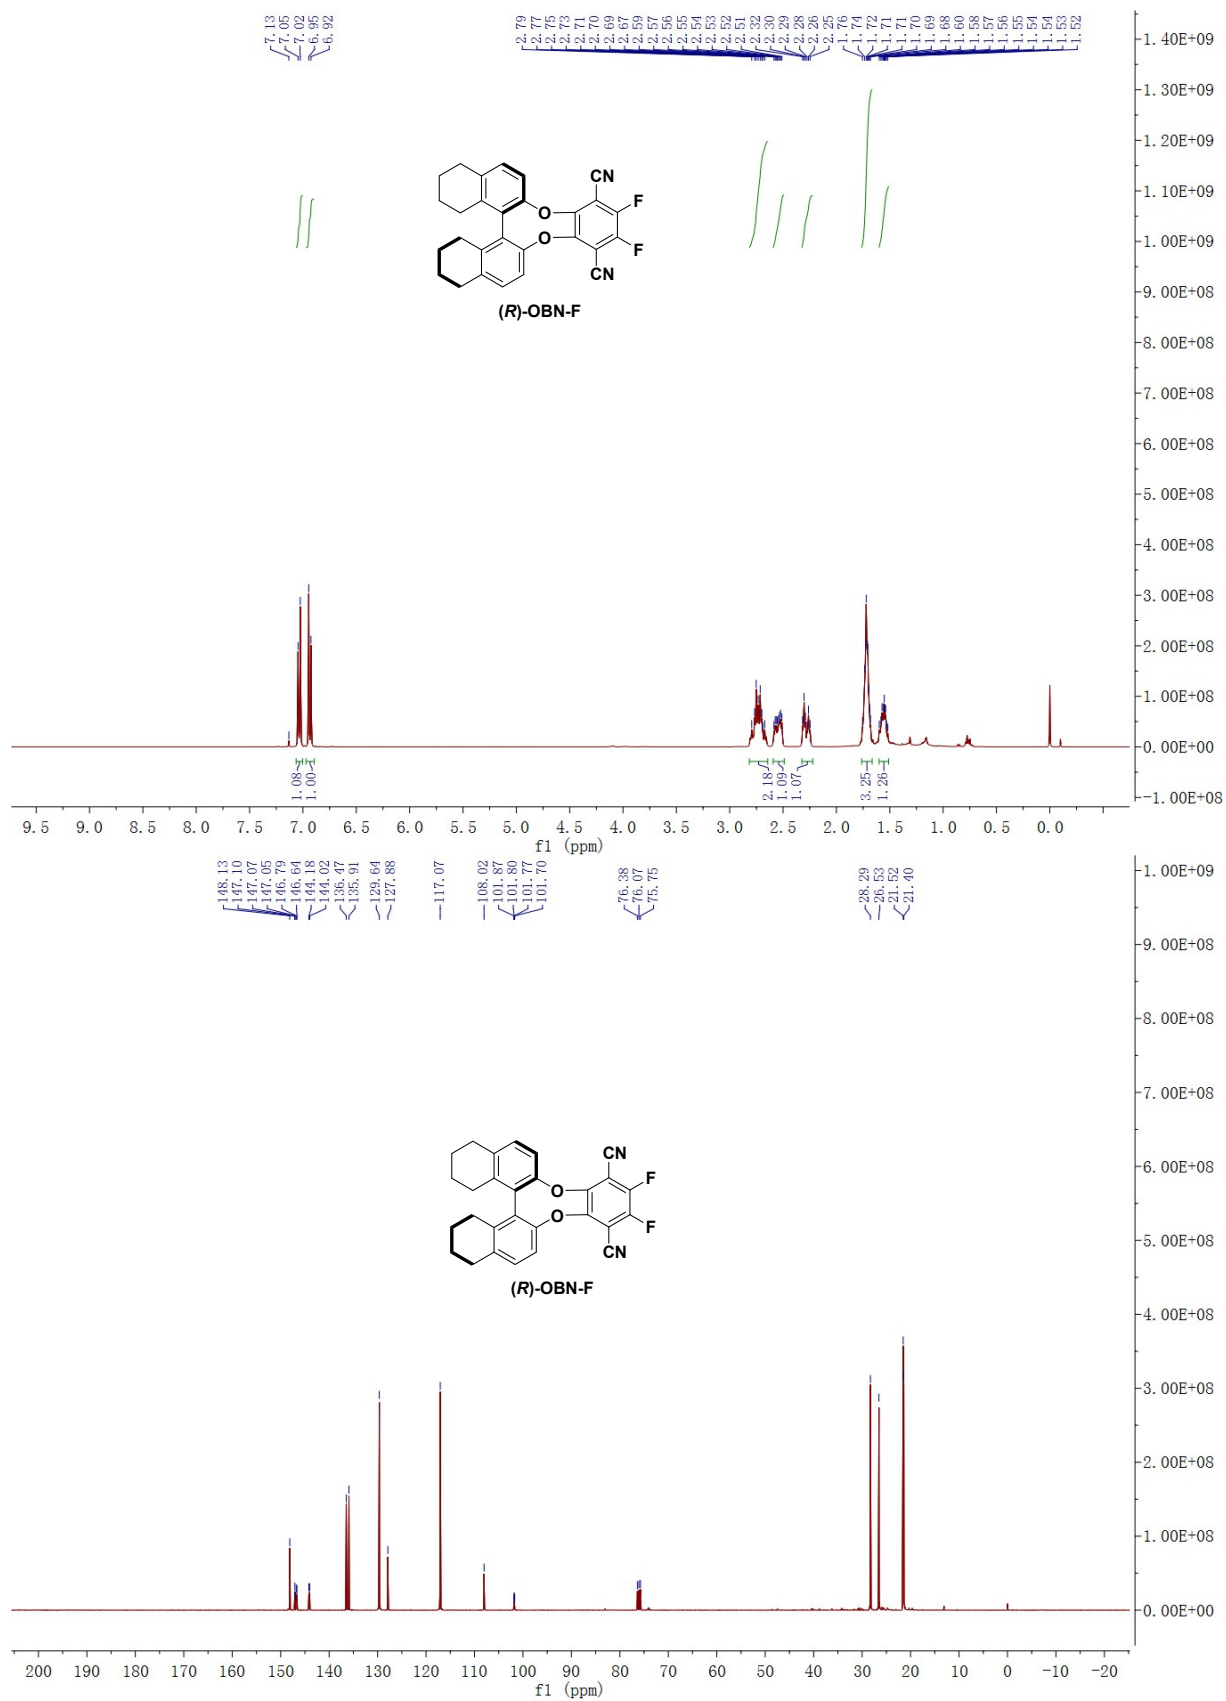 7.13
7.05
7.02
6.95
6.92
2.79
2.77
2.75
2.73
2.71
2.70
2.69
2.67
2.59
2.57
2.56
2.55
2.54
2.53
2.52
2.51
2.32
2.30
2.29
2.28
2.26
2.25
1.76
1.74
1.72
1.71
1.71
1.70
1.69
1.68
1.60
1.58
1.57
1.56
1.55
1.54
1.54
1.53
1.52
1.40E+09
1.30E+09
1.20E+09
1.10E+09
1.00E+09
9.00E+08
8.00E+08
7.00E+08
6.00E+08
5.00E+08
4.00E+08
3.00E+08
2.00E+08
1.00E+08
0.00E+00
-1.00E+08
CN
O F
O F
CN
(R)-OBN-F
1.08
1.00
2.18
1.09
1.07
3.25
1.26
9.5 9.0 8.5 8.0 7.5 7.0 6.5 6.0 5.5 5.0 4.5 4.0 3.5 3.0 2.5 2.0 1.5 1.0 0.5 0.0
f1 (ppm)
148.13
147.10
147.07
147.05
146.79
146.64
144.18
144.02
136.47
135.91
129.64
127.88
117.07
108.02
101.87
101.80
101.77
101.70
76.38
76.07
75.75
28.29
26.53
21.52
21.40
1.00E+09
9.00E+08
8.00E+08
7.00E+08
6.00E+08
5.00E+08
4.00E+08
3.00E+08
2.00E+08
1.00E+08
0.00E+00
CN
O F
O F
CN
(R)-OBN-F
200 190 180 170 160 150 140 130 120 110 100 90 80 70 60 50 40 30 20 10 0 -10 -20
f1 (ppm)